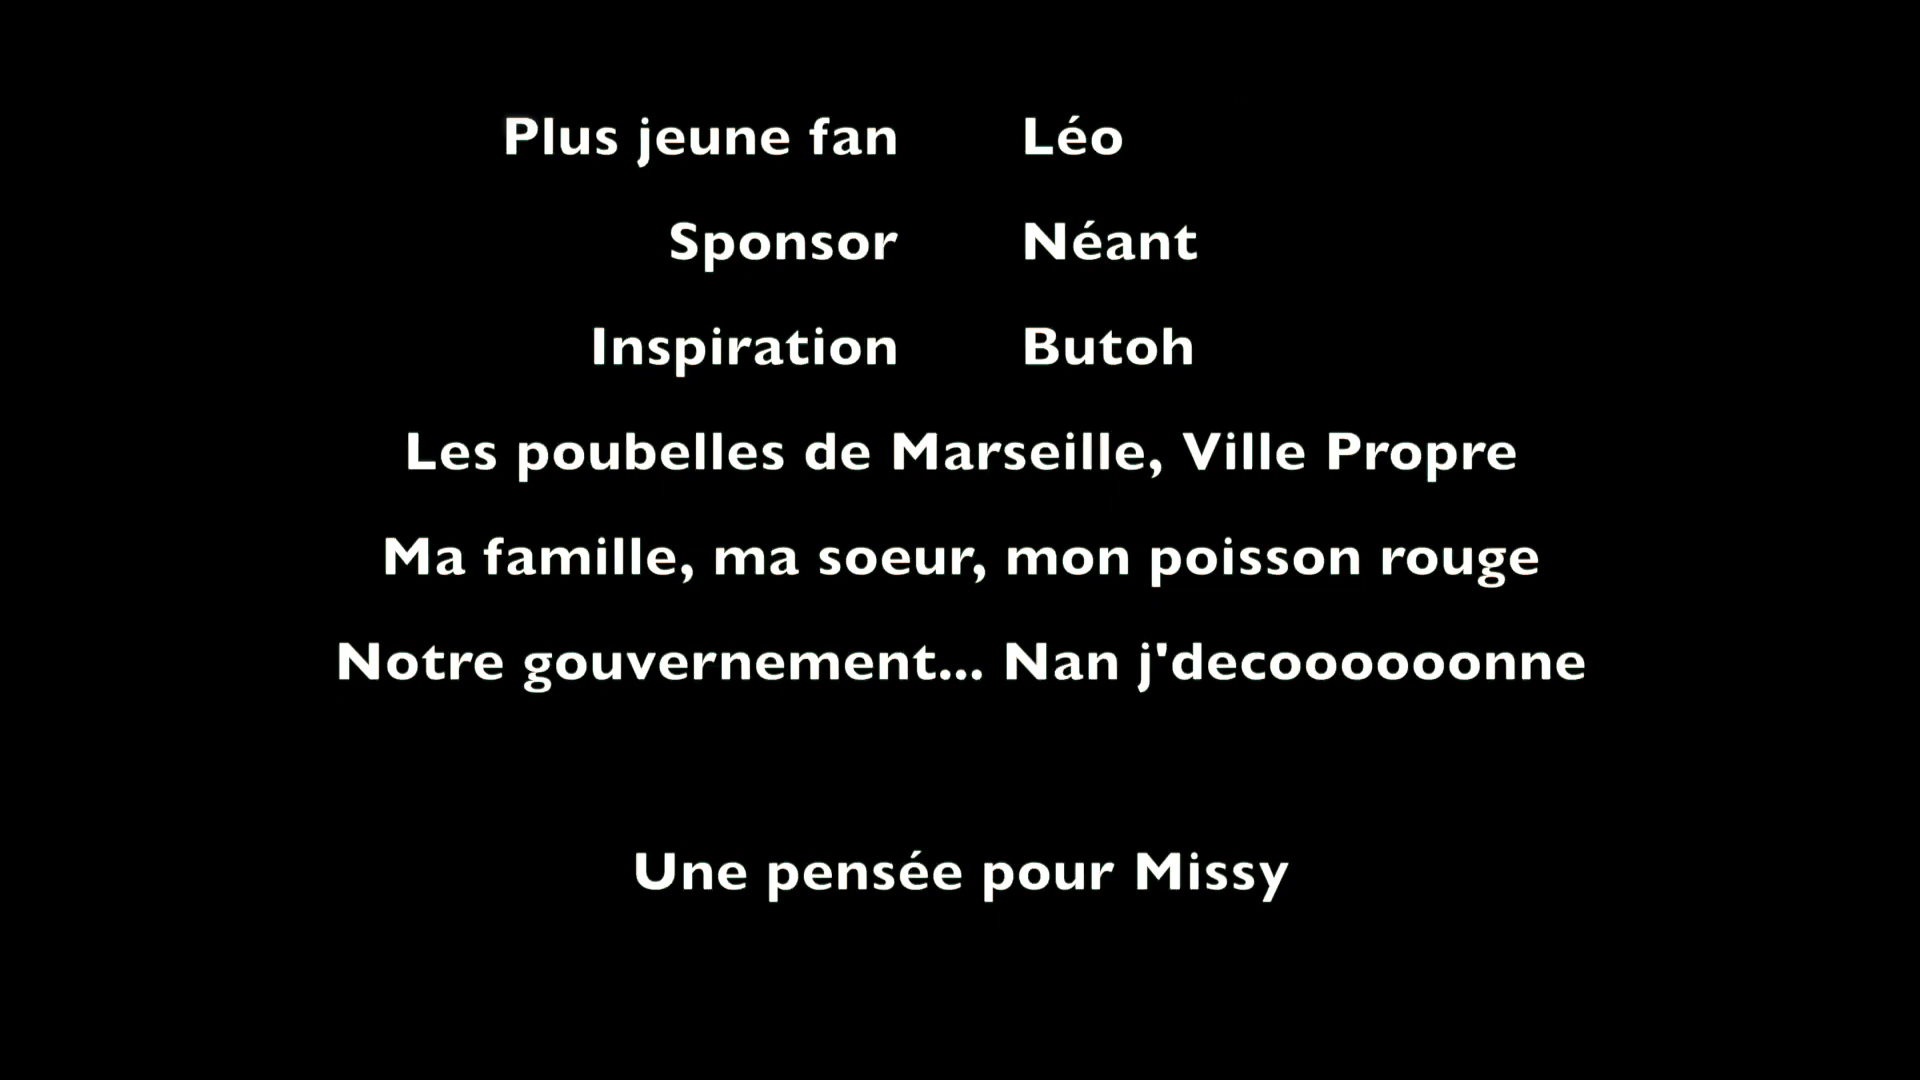 Plus jeune fan Léo
Sponsor Néant
Inspiration Butoh
Les poubelles de Marseille, Ville Propre
Ma famille, ma soeur, mon poisson rouge
Notre gouvernement... Nan j'decooooooonne
Une pensée pour Missy